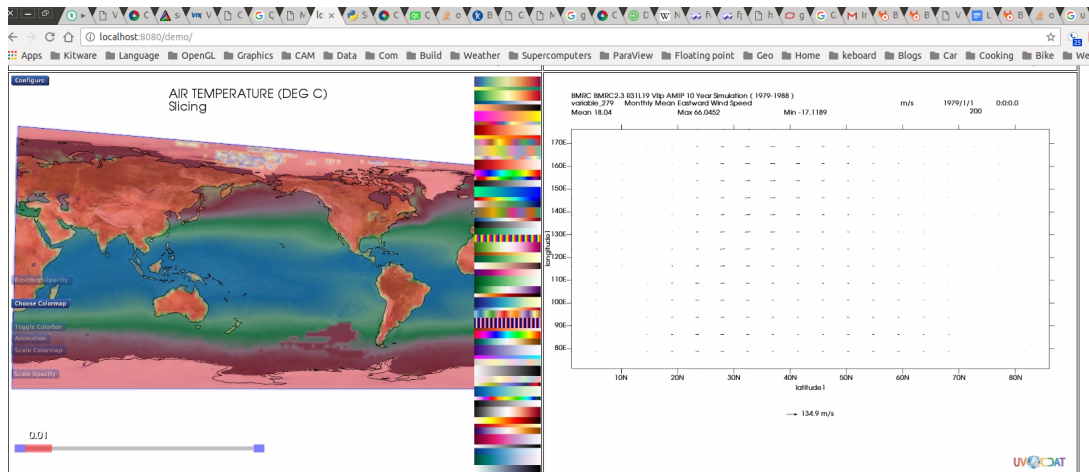 localhost:8080/demo/
Apps Kitware Language OpenGL Graphics CAM Data Com Build Weather Supercomputers ParaView Floating point Geo Home keboard Blogs Car Cooking Bike We
Configure
AIR TEMPERATURE (DEG C)
Slicing
Basemap Opacity
Choose Colormap
Toggle Colorbar
Animation
Scale Colormap
Scale Opacity
0.01
BMRC BMRC2.3 R31L19 Vlip AMIP 10 Year Simulation ( 1979-1988 )
variable_279 Monthly Mean Eastward Wind Speed m/s 1979/1/1 0:0:0.0
Mean 18.04 Max 66.0452 Min -17.1189 200
170E
160E
150E
140E
130E
120E
110E
100E
90E
80E
longitude1
10N 20N 30N 40N 50N 60N 70N 80N
latitude1
134.9 m/s
UVCDAT